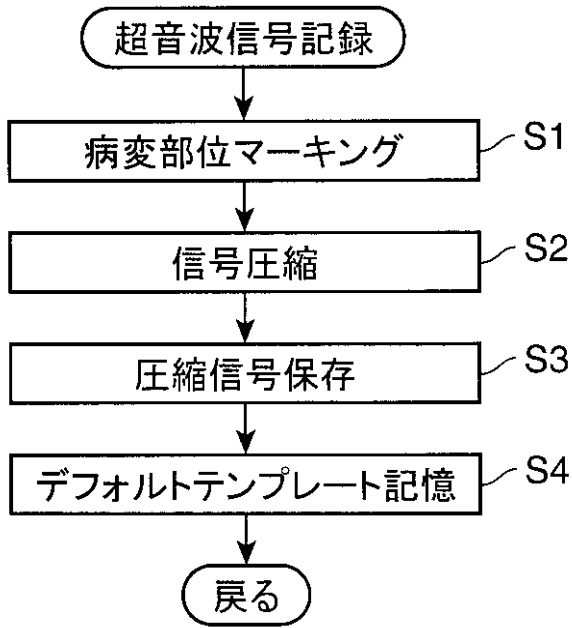 超音波信号記録
病変部位マーキング
S1
信号圧縮
S2
圧縮信号保存
S3
デフォルトテンプレート記憶
S4
戻る